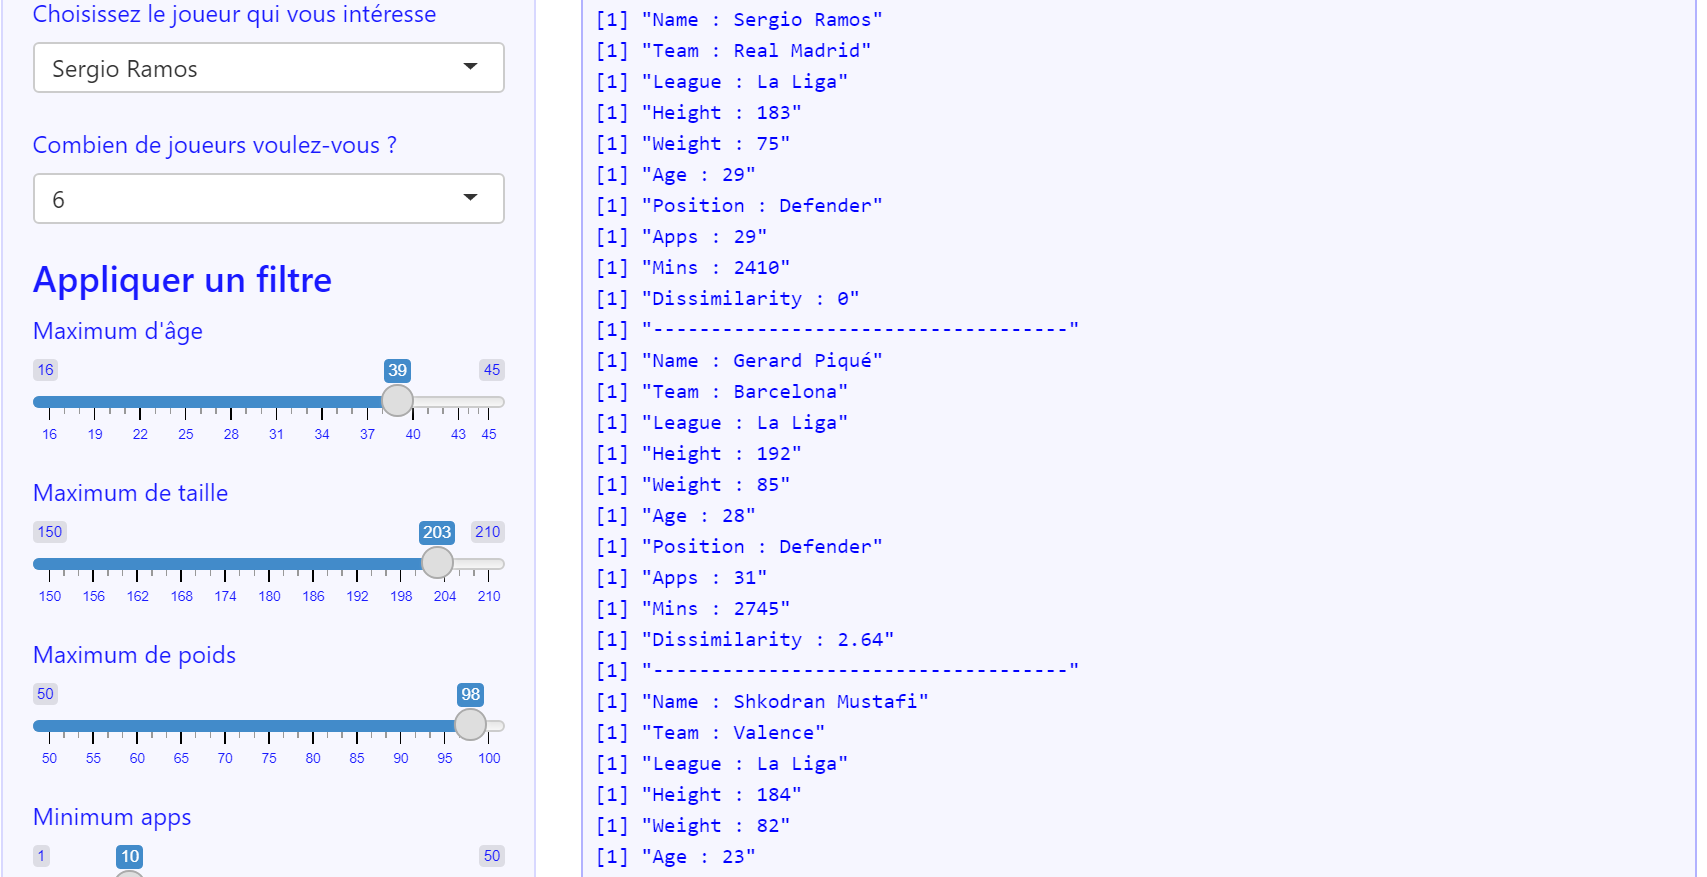 Choisissez le joueur qui vous intéresse
Sergio Ramos
Combien de joueurs voulez-vous ?
6
Appliquer un filtre
Maximum d'âge
16 39 45
16 19 22 25 28 31 34 37 40 43 45
Maximum de taille
150 203 210
150 156 162 168 174 180 186 192 198 204 210
Maximum de poids
50 98
50 55 60 65 70 75 80 85 90 95 100
Minimum apps
1 10 50
[1] "Name : Sergio Ramos"
[1] "Team : Real Madrid"
[1] "League : La Liga"
[1] "Height : 183"
[1] "Weight : 75"
[1] "Age : 29"
[1] "Position : Defender"
[1] "Apps : 29"
[1] "Mins : 2410"
[1] "Dissimilarity : 0"
[1] "------------------------------------"
[1] "Name : Gerard Piqué"
[1] "Team : Barcelona"
[1] "League : La Liga"
[1] "Height : 192"
[1] "Weight : 85"
[1] "Age : 28"
[1] "Position : Defender"
[1] "Apps : 31"
[1] "Mins : 2745"
[1] "Dissimilarity : 2.64"
[1] "------------------------------------"
[1] "Name : Shkodran Mustafi"
[1] "Team : Valence"
[1] "League : La Liga"
[1] "Height : 184"
[1] "Weight : 82"
[1] "Age : 23"